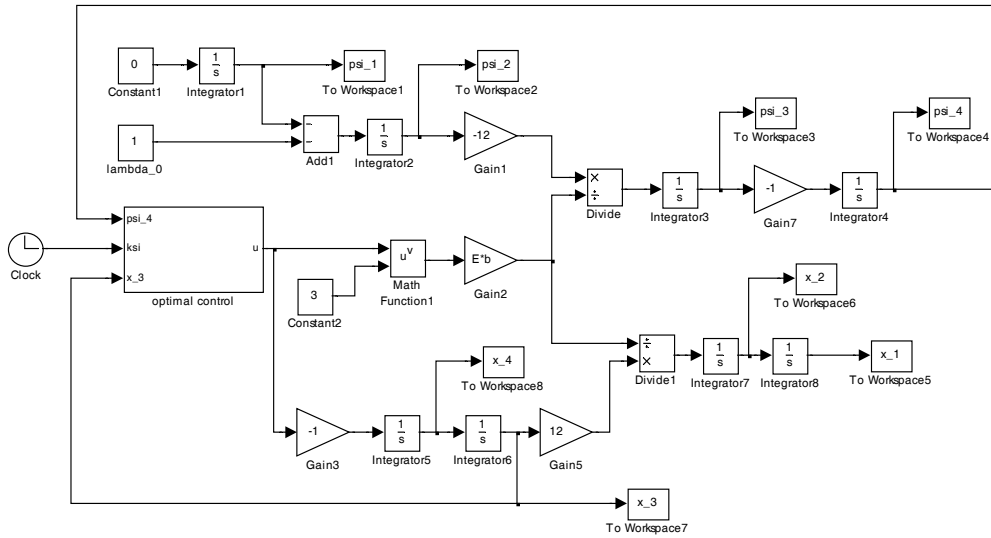 0
Constant1
1
s
Integrator1
psi_1
To Workspace1
psi_2
To Workspace2
1
lambda_0
Add1
1
s
Integrator2
-12
Gain1
Divide
1
s
Integrator3
psi_3
To Workspace3
-1
Gain7
1
s
Integrator4
psi_4
To Workspace4
Clock
psi_4
ksi
x_3
u
optimal control
3
Constant2
u^v
Math
Function1
E*b
Gain2
x_2
To Workspace6
Divide1
1
s
Integrator7
1
s
Integrator8
x_1
To Workspace5
-1
Gain3
1
s
Integrator5
x_4
To Workspace8
1
s
Integrator6
12
Gain5
x_3
To Workspace7